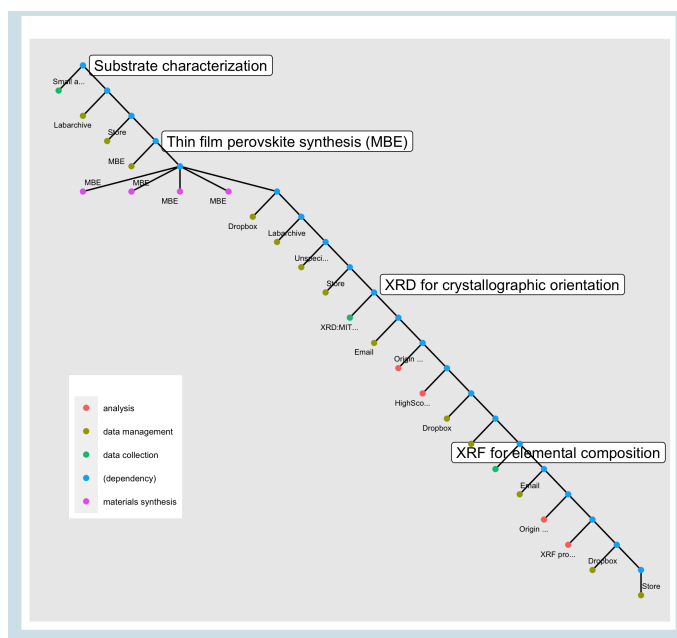 Substrate characterization
Small a...
Labarchive
Store
Thin film perovskite synthesis (MBE)
MBE
MBE
MBE
MBE
MBE
Dropbox
Labarchive
Unspeci...
Store
XRD for crystallographic orientation
XRD:MIT...
Email
Origin ...
HighSco...
Dropbox
XRF for elemental composition
Email
Origin ...
XRF pro...
Dropbox
Store
analysis
data management
data collection
(dependency)
materials synthesis